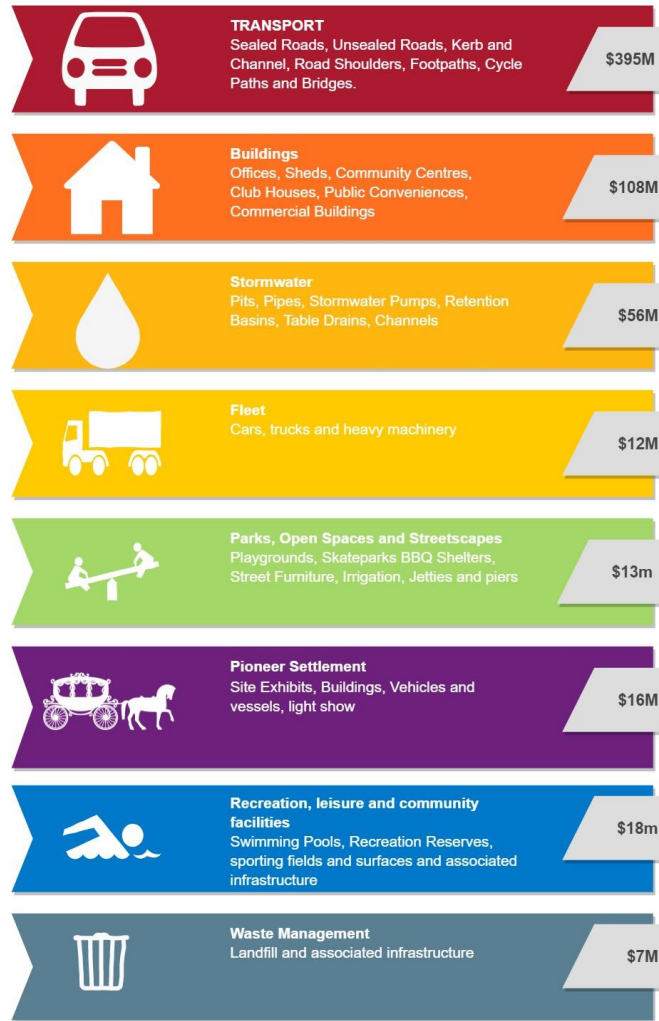 TRANSPORT
Sealed Roads, Unsealed Roads, Kerb and
Channel, Road Shoulders, Footpaths, Cycle
Paths and Bridges.
$395M
Buildings
Offices, Sheds, Community Centres,
Club Houses, Public Conveniences,
Commercial Buildings
$108M
Stormwater
Pits, Pipes, Stormwater Pumps, Retention
Basins, Table Drains, Channels
$56M
Fleet
Cars, trucks and heavy machinery
$12M
Parks, Open Spaces and Streetscapes
Playgrounds, Skateparks BBQ Shelters,
Street Furniture, Irrigation, Jetties and piers
$13m
Pioneer Settlement
Site Exhibits, Buildings, Vehicles and
vessels, light show
$16M
Recreation, leisure and community
facilities
Swimming Pools, Recreation Reserves,
sporting fields and surfaces and associated
infrastructure
$18m
Waste Management
Landfill and associated infrastructure
$7M